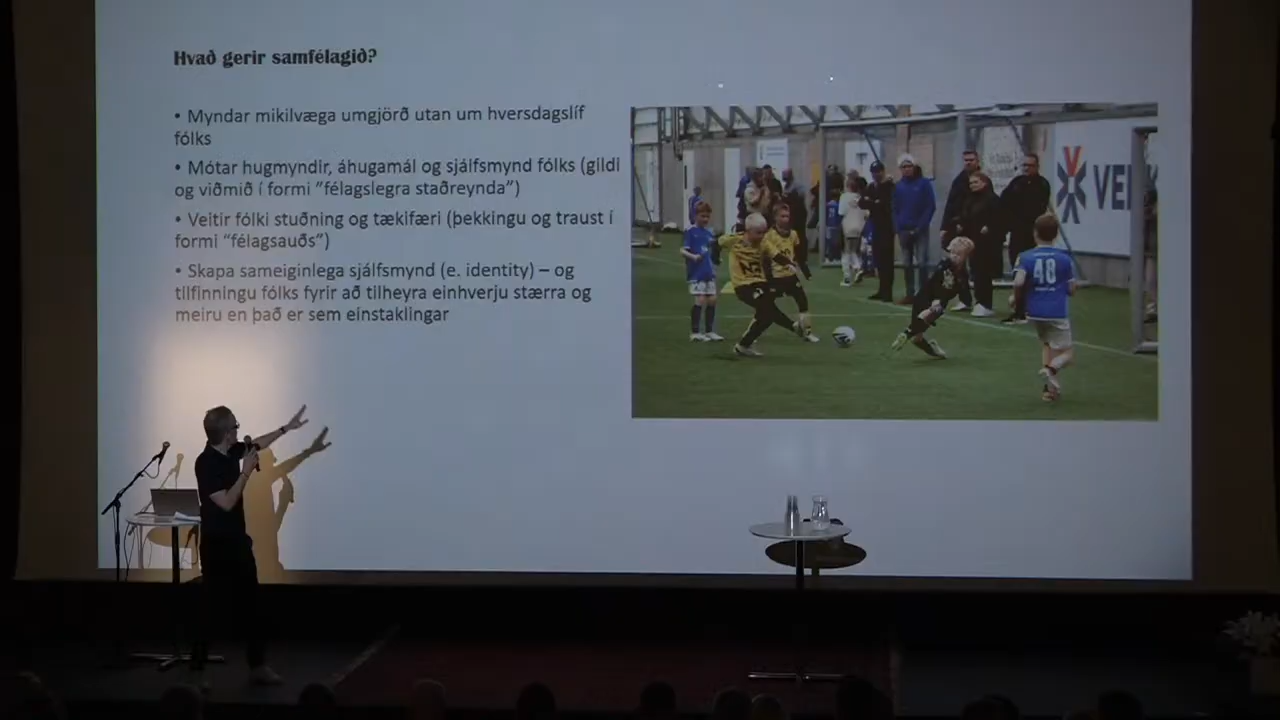 Hvað gerir samfélagið?
• Myndar mikilvæga umgjörð utan um hversdagslíf
fólks
• Mótar hugmyndir, áhugamál og sjálfsmynd fólks (gildi
og viðmið í formi "félagslegra staðreynda")
• Veitir fólki stuðning og tækifæri (þekkingu og traust í
formi "félagsauðs")
• Skapa sameiginlega sjálfsmynd (e. identity) – og
tilfinningu fólks fyrir að tilheyra einhverju stærra og
meiru en það er sem einstaklingar
VE
48